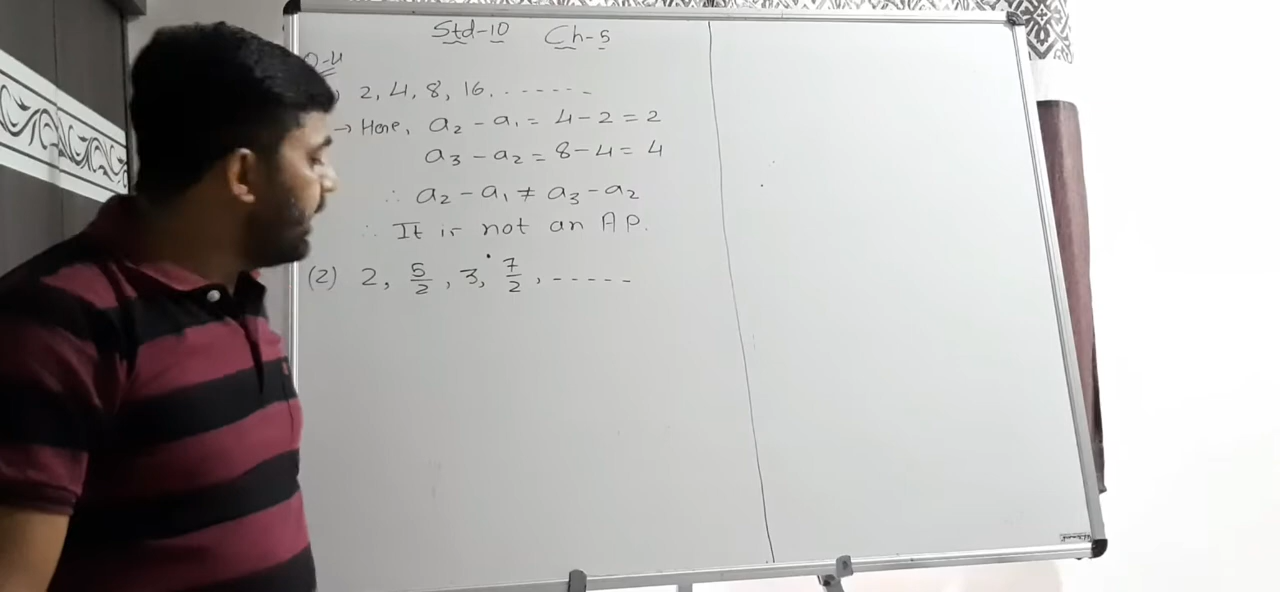 Std-10 Ch-5
Q-4
2, 4, 8, 16, ------
→ Here, a₂ - a₁ = 4 - 2 = 2
a₃ - a₂ = 8 - 4 = 4
∴ a₂ - a₁ ≠ a₃ - a₂
∴ It is not an AP.
(2) 2, 5/2, 3, 7/2, -----